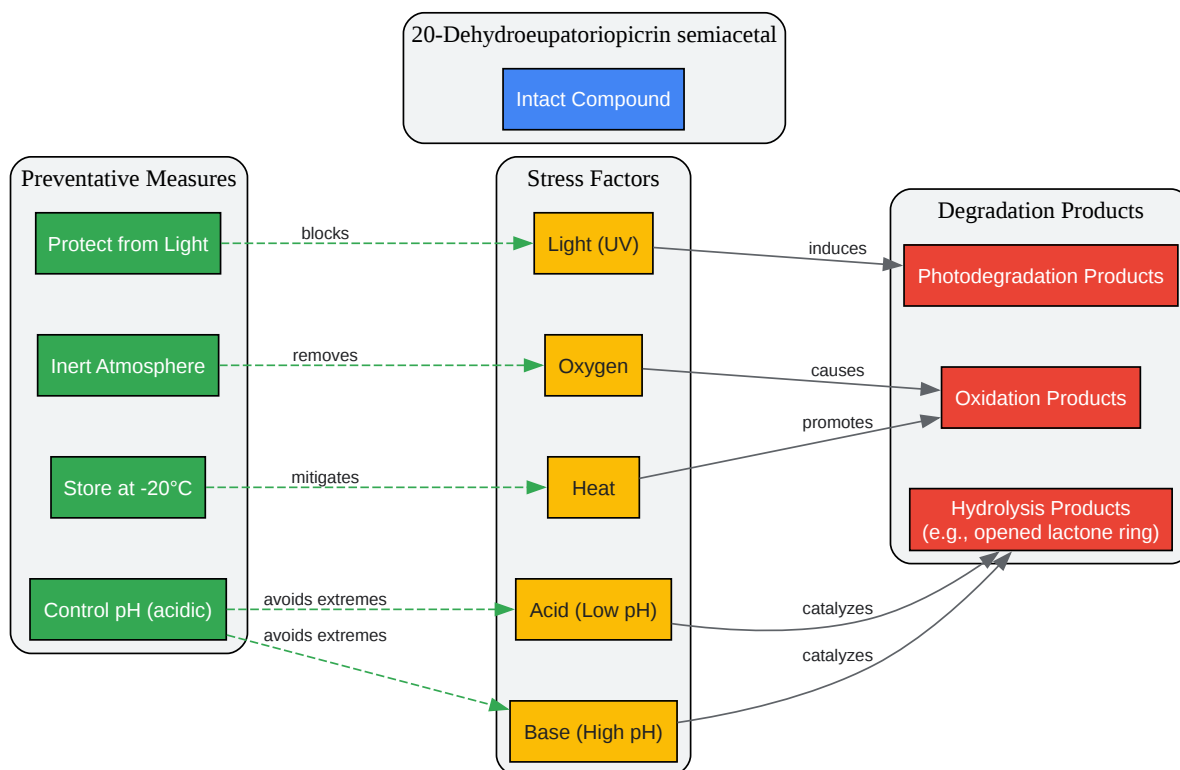 20-Dehydroeupatoriopicrin semiacetal
Intact Compound
Preventative Measures
Protect from Light
Inert Atmosphere
Store at -20°C
Control pH (acidic)
blocks
removes
mitigates
avoids extremes
avoids extremes
Stress Factors
Light (UV)
Oxygen
Heat
Acid (Low pH)
Base (High pH)
induces
causes
promotes
catalyzes
catalyzes
Degradation Products
Photodegradation Products
Oxidation Products
Hydrolysis Products
(e.g., opened lactone ring)